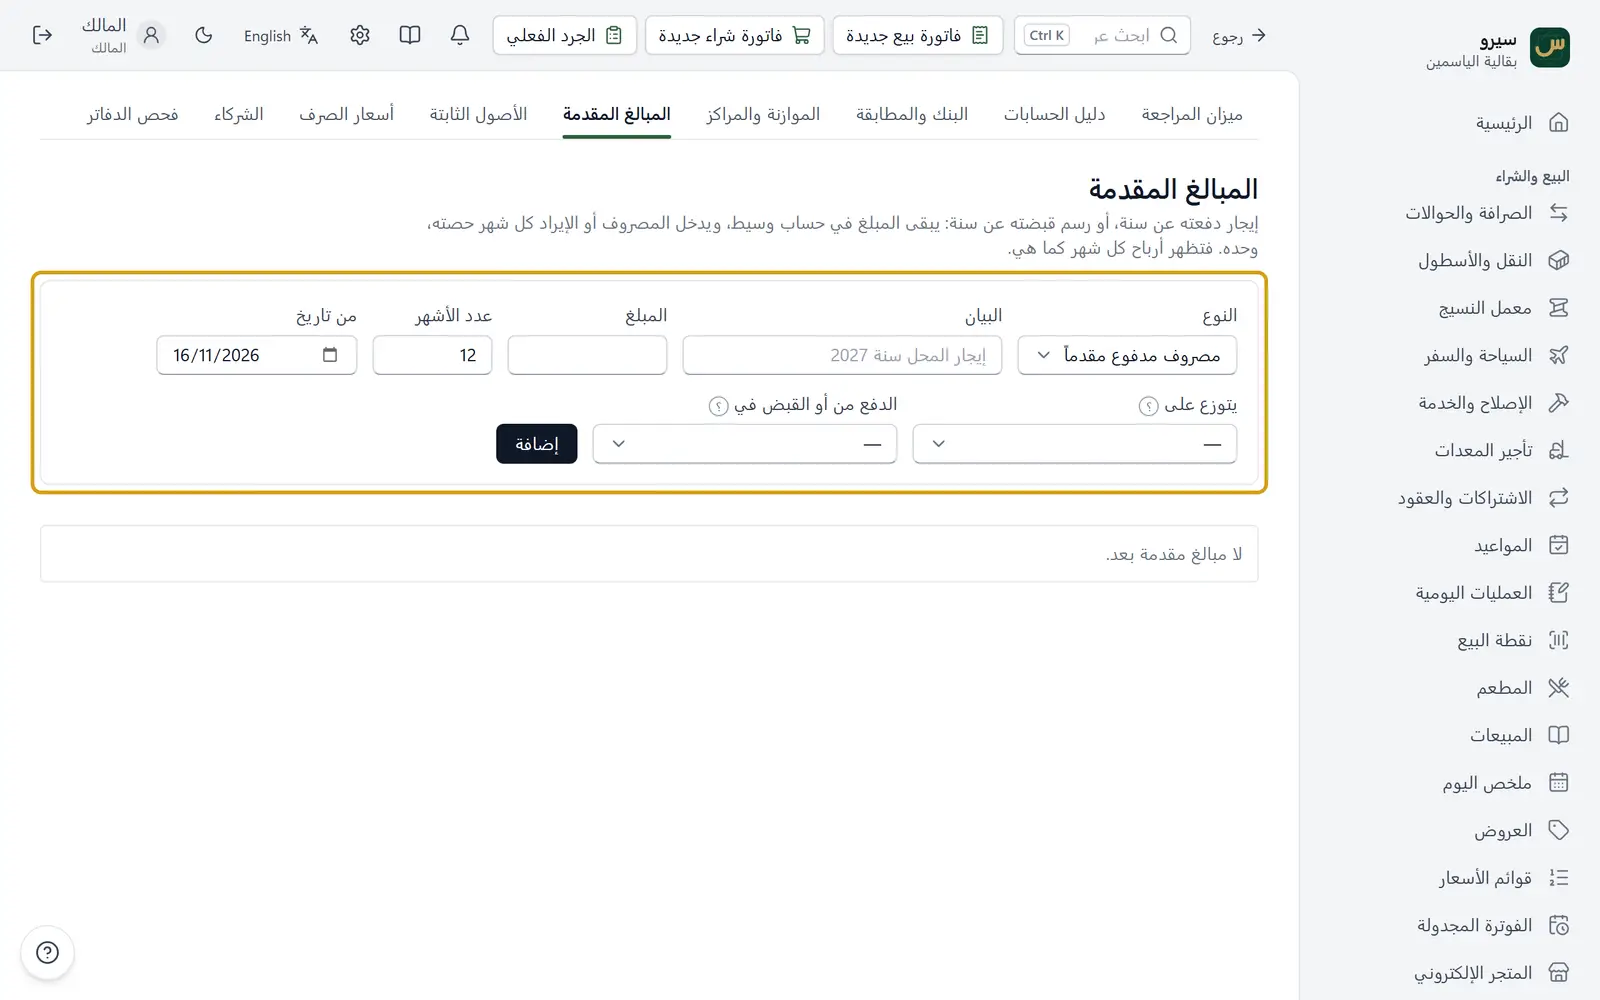 سيرو
بقالية الياسمين
الرئيسية
البيع والشراء
الصرافة والحوالات
النقل والأسطول
معمل النسيج
السياحة والسفر
الإصلاح والخدمة
تأجير المعدات
الاشتراكات والعقود
المواعيد
العمليات اليومية
نقطة البيع
المطعم
المبيعات
ملخص اليوم
العروض
قوائم الأسعار
الفوترة المجدولة
المتجر الإلكتروني
رجوع
ابحث عر Ctrl K
فاتورة بيع جديدة
فاتورة شراء جديدة
الجرد الفعلي
English
المالك
المالك
ميزان المراجعة
دليل الحسابات
البنك والمطابقة
الموازنة والمراكز
المبالغ المقدمة
الأصول الثابتة
أسعار الصرف
الشركاء
فحص الدفاتر
المبالغ المقدمة
إيجار دفعته عن سنة، أو رسم قبضته عن سنة: يبقى المبلغ في حساب وسيط، ويدخل المصروف أو الإيراد كل شهر حصته،
وحده. فتظهر أرباح كل شهر كما هي.
النوع
مصروف مدفوع مقدماً
البيان
إيجار المحل سنة 2027
المبلغ
عدد الأشهر
12
من تاريخ
16/11/2026
يتوزع على ؟
—
الدفع من أو القبض في ؟
—
إضافة
لا مبالغ مقدمة بعد.